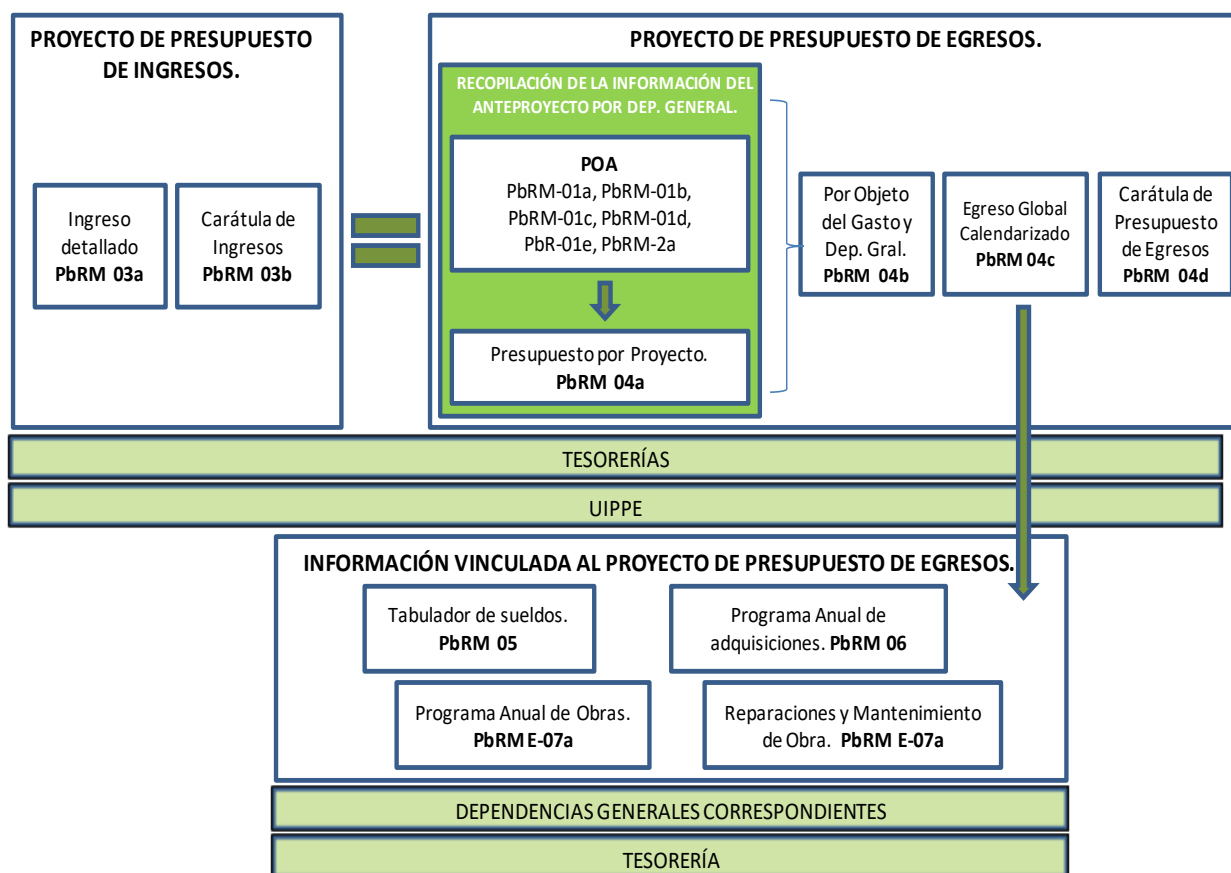 PROYECTO DE PRESUPUESTO
DE INGRESOS.
Ingreso
detallado
PbRM 03a
Carátula de
Ingresos
PbRM 03b
PROYECTO DE PRESUPUESTO DE EGRESOS.
RECOPILACIÓN DE LA INFORMACIÓN DEL
ANTEPROYECTO POR DEP. GENERAL.
POA
PbRM-01a, PbRM-01b,
PbRM-01c, PbRM-01d,
PbR-01e, PbRM-2a
Presupuesto por Proyecto.
PbRM 04a
Por Objeto
del Gasto y
Dep. Gral.
PbRM 04b
Egreso Global
Calendarizado
PbRM 04c
Carátula de
Presupuesto
de Egresos
PbRM 04d
TESORERÍAS
UIPPE
INFORMACIÓN VINCULADA AL PROYECTO DE PRESUPUESTO DE EGRESOS.
Tabulador de sueldos.
PbRM 05
Programa Anual de
adquisiciones. PbRM 06
Programa Anual de Obras.
PbRM E-07a
Reparaciones y Mantenimiento
de Obra. PbRM E-07a
DEPENDENCIAS GENERALES CORRESPONDIENTES
TESORERÍA